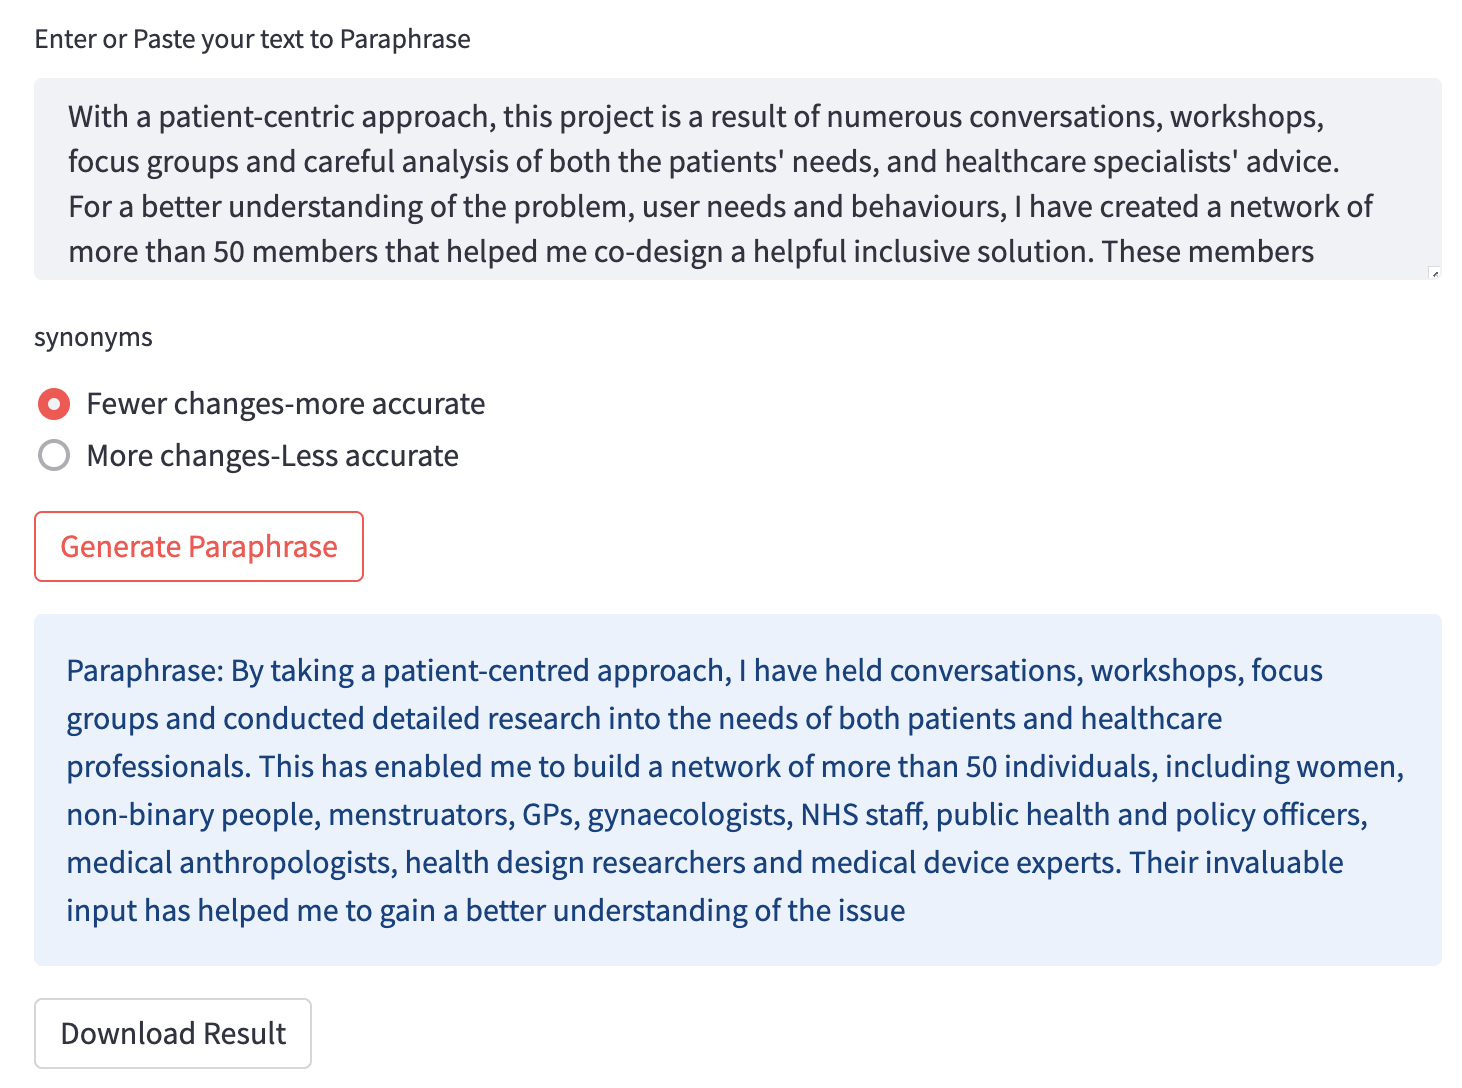 Enter or Paste your text to Paraphrase
With a patient-centric approach, this project is a result of numerous conversations, workshops,
focus groups and careful analysis of both the patients' needs, and healthcare specialists' advice.
For a better understanding of the problem, user needs and behaviours, I have created a network of
more than 50 members that helped me co-design a helpful inclusive solution. These members
synonyms
Fewer changes-more accurate
More changes-Less accurate
Generate Paraphrase
Paraphrase: By taking a patient-centred approach, I have held conversations, workshops, focus
groups and conducted detailed research into the needs of both patients and healthcare
professionals. This has enabled me to build a network of more than 50 individuals, including women,
non-binary people, menstruators, GPs, gynaecologists, NHS staff, public health and policy officers,
medical anthropologists, health design researchers and medical device experts. Their invaluable
input has helped me to gain a better understanding of the issue
Download Result